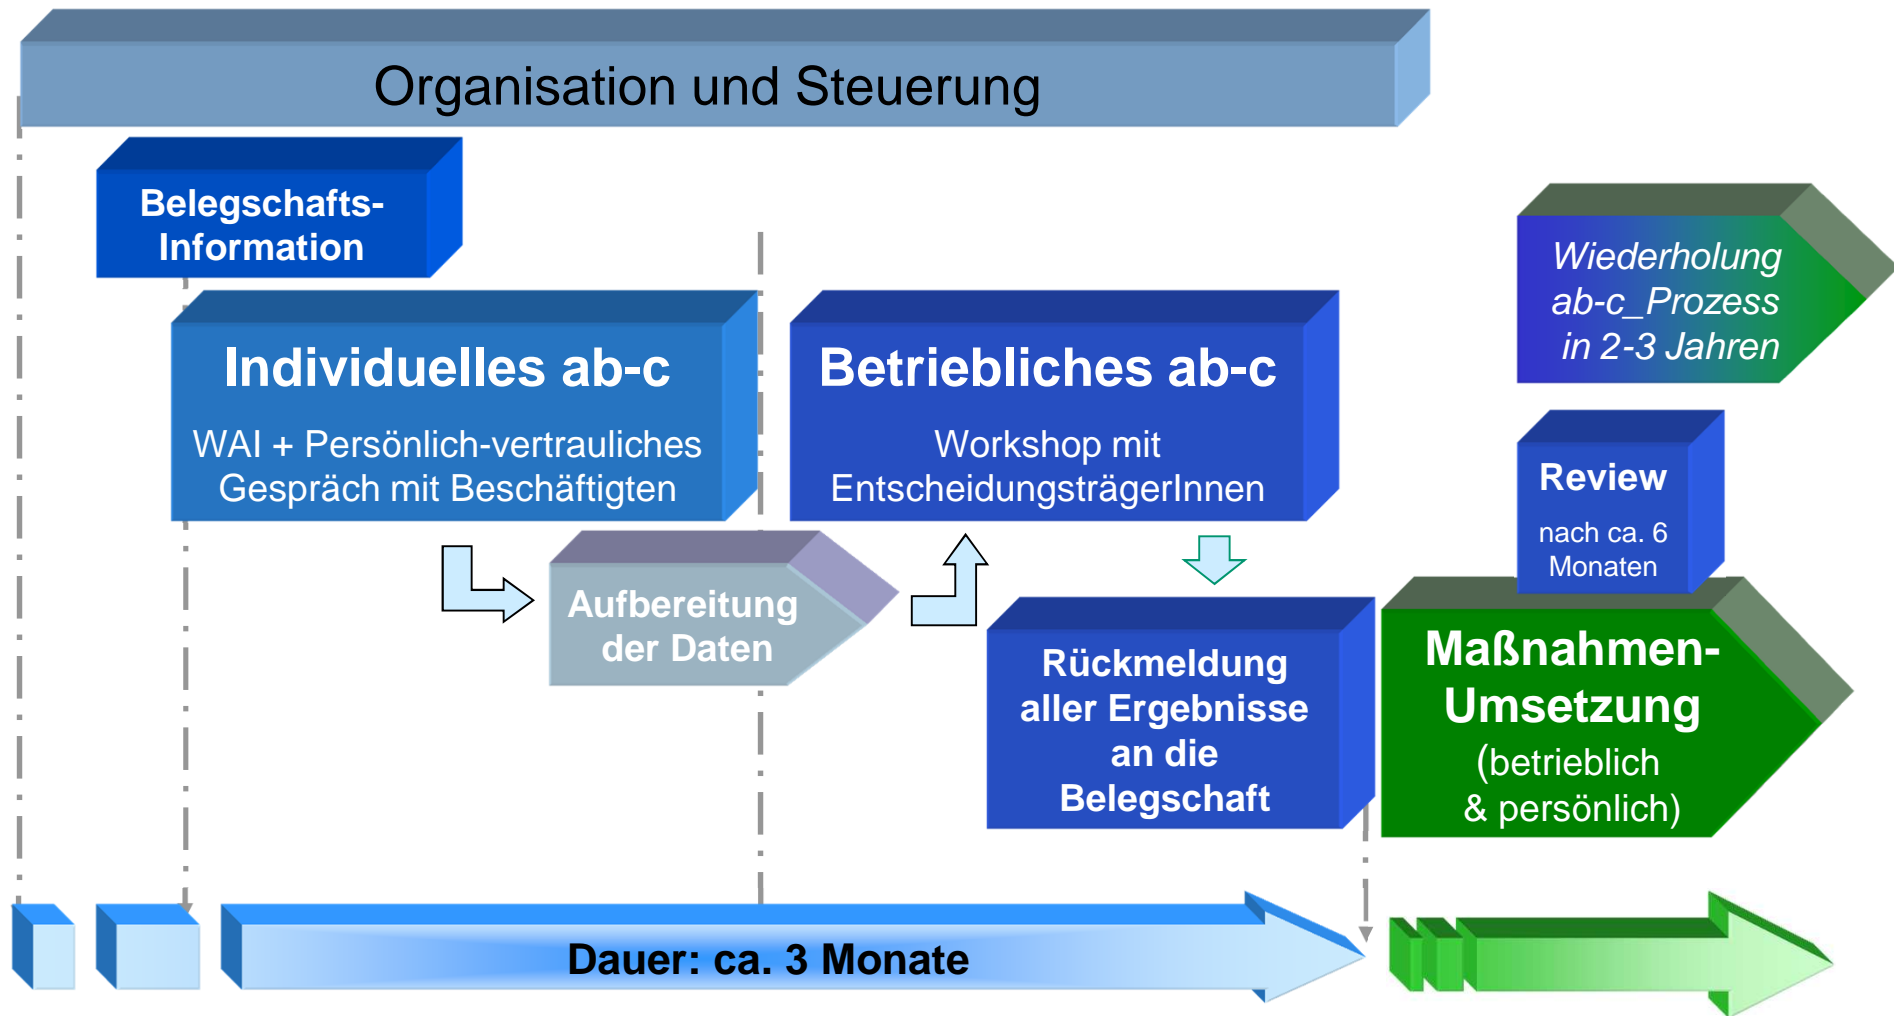 Organisation und Steuerung
Belegschafts-
Information
Individuelles ab-c
WAI + Persönlich-vertrauliches
Gespräch mit Beschäftigten
Aufbereitung
der Daten
Betriebliches ab-c
Workshop mit
EntscheidungsträgerInnen
Rückmeldung
aller Ergebnisse
an die
Belegschaft
Wiederholung
ab-c_Prozess
in 2-3 Jahren
Review
nach ca. 6
Monaten
Maßnahmen-
Umsetzung
(betrieblich
& persönlich)
Dauer: ca. 3 Monate